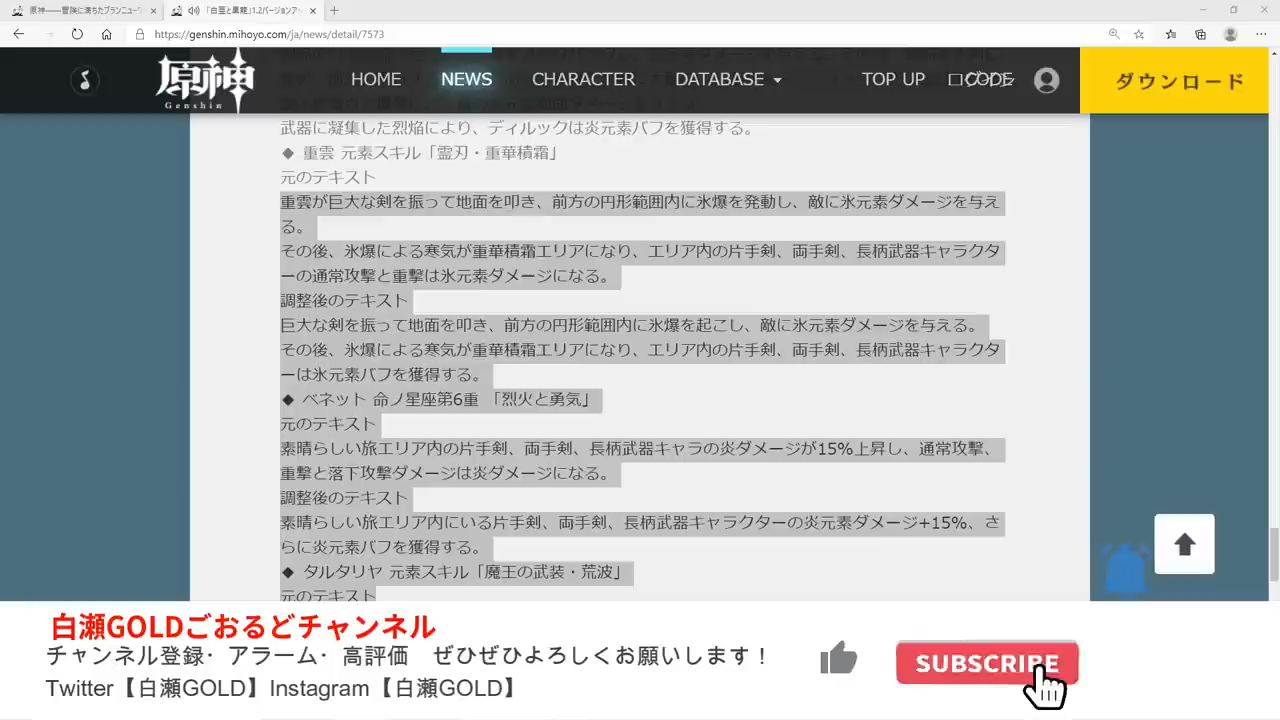 原神——冒険に満ちたブランニュー
「白亜と黒龍」1.2バージョンア
https://genshin.mihoyo.com/ja/news/detail/7573
原神
Genshin
HOME
NEWS
CHARACTER
DATABASE
TOP UP
CODE
ダウンロード
武器に凝集した烈焔により、ディルックは炎元素バフを獲得する。
◆ 重雲 元素スキル「霊刃・重華積霜」
元のテキスト
重雲が巨大な剣を振って地面を叩き、前方の円形範囲内に氷爆を発動し、敵に氷元素ダメージを与え
る。
その後、氷爆による寒気が重華積霜エリアになり、エリア内の片手剣、両手剣、長柄武器キャラクタ
ーの通常攻撃と重撃は氷元素ダメージになる。
調整後のテキスト
巨大な剣を振って地面を叩き、前方の円形範囲内に氷爆を起こし、敵に氷元素ダメージを与える。
その後、氷爆による寒気が重華積霜エリアになり、エリア内の片手剣、両手剣、長柄武器キャラクタ
ーは氷元素バフを獲得する。
◆ ベネット 命ノ星座第6重 「烈火と勇気」
元のテキスト
素晴らしい旅エリア内の片手剣、両手剣、長柄武器キャラの炎ダメージが15%上昇し、通常攻撃、
重撃と落下攻撃ダメージは炎ダメージになる。
調整後のテキスト
素晴らしい旅エリア内にいる片手剣、両手剣、長柄武器キャラクターの炎元素ダメージ+15%、さ
らに炎元素バフを獲得する。
◆ タルタリヤ 元素スキル「魔王の武装・荒波」
元のテキスト
白瀬GOLDごおるどチャンネル
チャンネル登録・アラーム・高評価　ぜひぜひよろしくお願いします！
Twitter【白瀬GOLD】Instagram【白瀬GOLD】
SUBSCRIBE